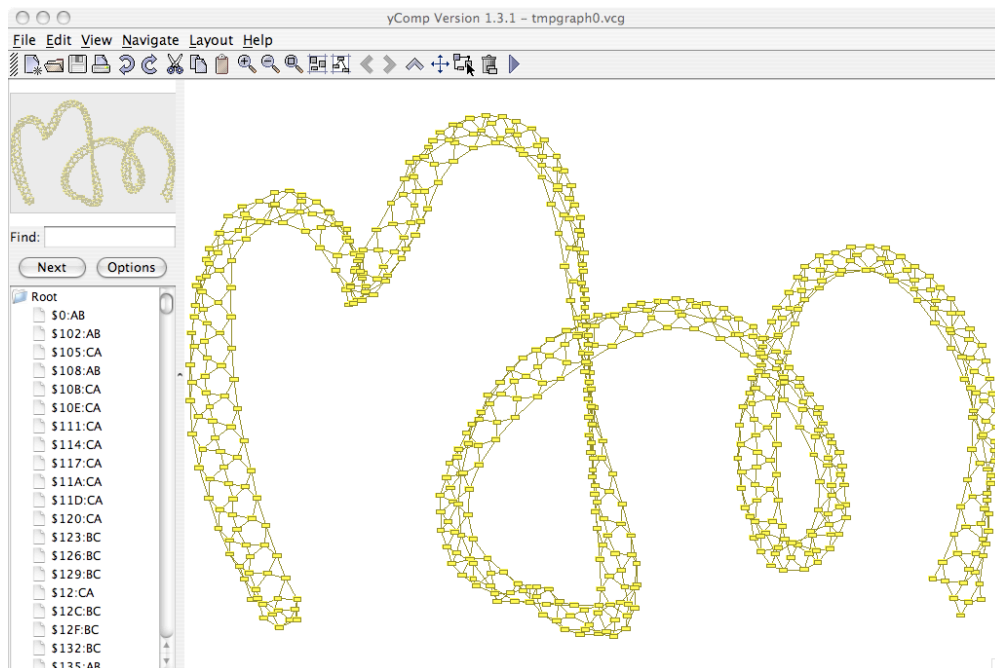 yComp Version 1.3.1 – tmpgraph0.vcg
File Edit View Navigate Layout Help
Find:
Next Options
Root
$0:AB
$102:AB
$105:CA
$108:AB
$10B:CA
$10E:CA
$111:CA
$114:CA
$117:CA
$11A:CA
$11D:CA
$120:CA
$123:BC
$126:BC
$129:BC
$12:CA
$12C:BC
$12F:BC
$132:BC
$135:AB